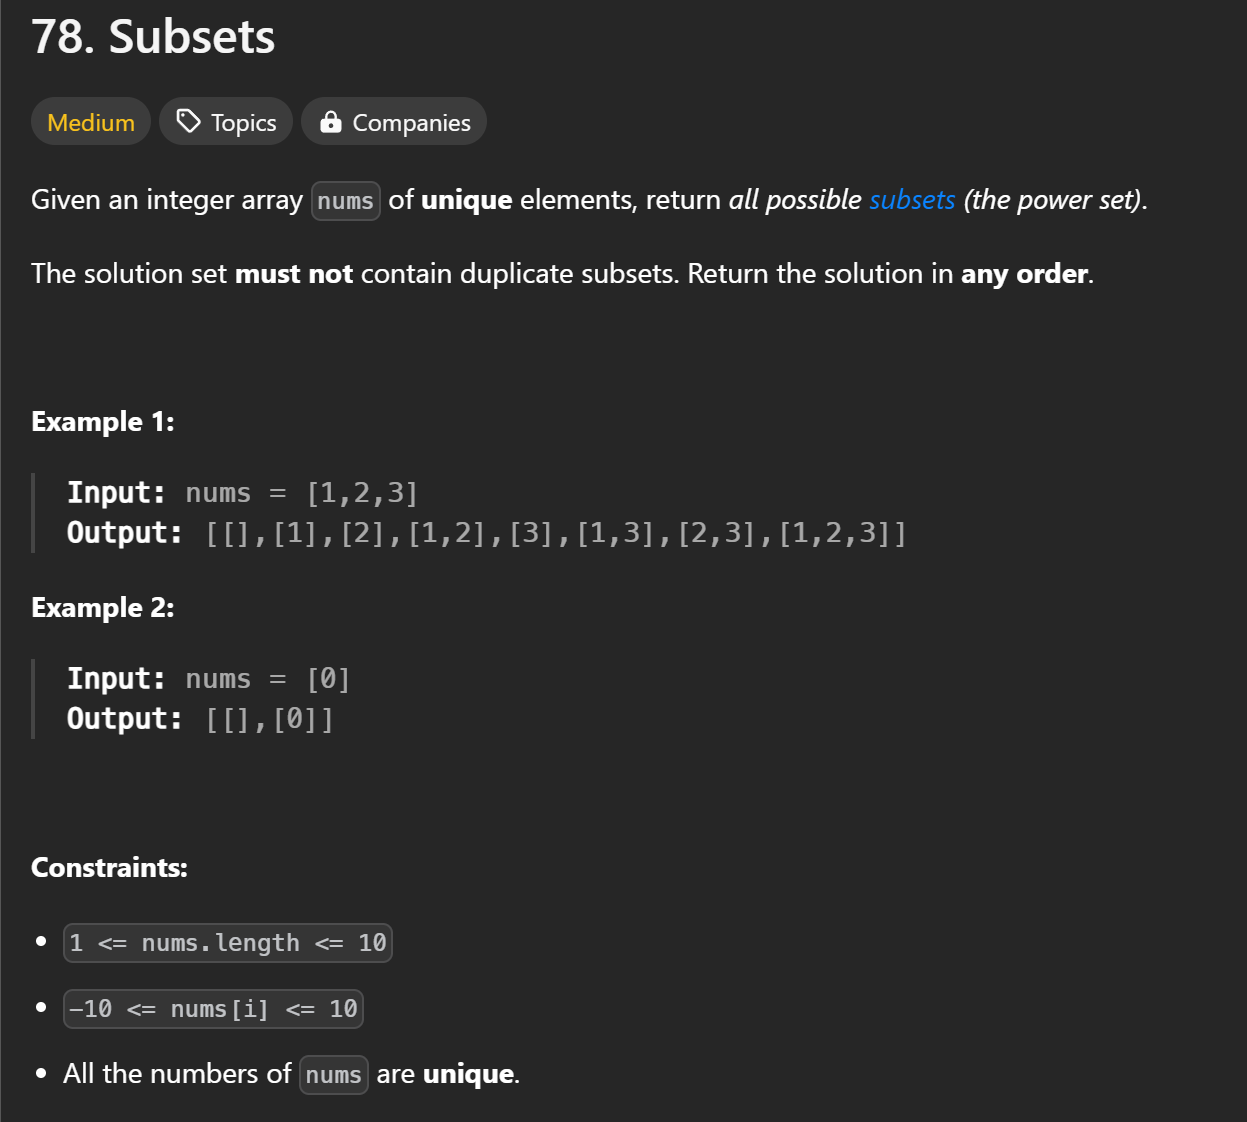 78. Subsets
Medium Topics Companies
Given an integer array nums of unique elements, return all possible subsets (the power set).
The solution set must not contain duplicate subsets. Return the solution in any order.
Example 1:
Input: nums = [1,2,3]
Output: [[],[1],[2],[1,2],[3],[1,3],[2,3],[1,2,3]]
Example 2:
Input: nums = [0]
Output: [[],[0]]
Constraints:
• 1 <= nums.length <= 10
• -10 <= nums[i] <= 10
• All the numbers of nums are unique.